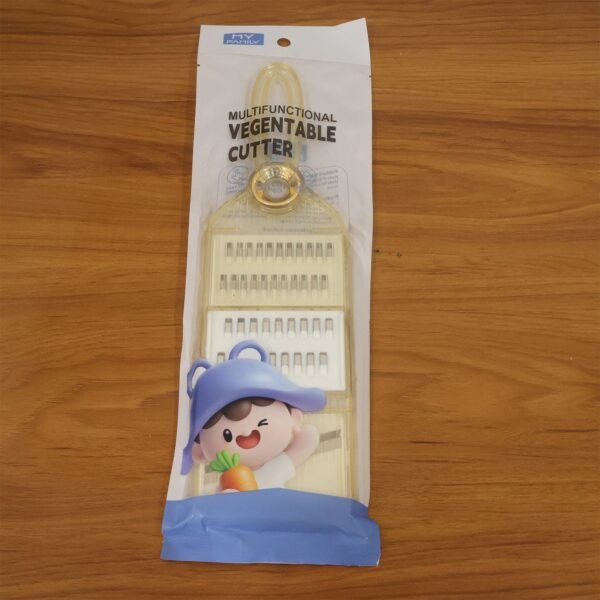 MY
FAMILY
MULTIFUNCTIONAL
VEGENTABLE
CUTTER